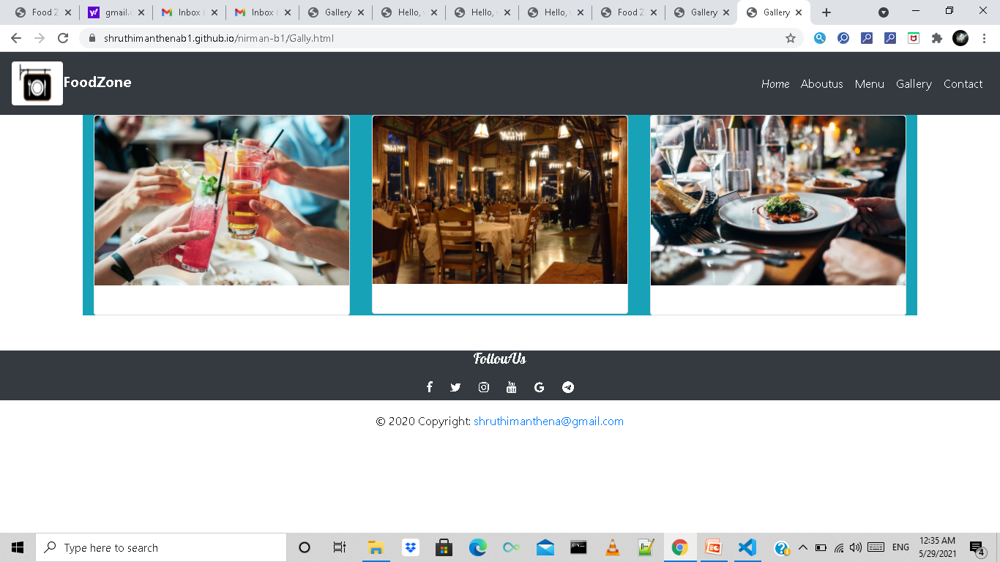 Food Z
gmail.
Inbox (
Inbox (
Gallery
Hello, 
Hello, 
Hello, 
Food Z
Gallery
Gallery
shruthimanthenab1.github.io/nirman-b1/Gally.html
FoodZone
Home Aboutus Menu Gallery Contact
FollowUs
© 2020 Copyright: shruthimanthena@gmail.com
Type here to search
ENG
12:35 AM
5/29/2021
4